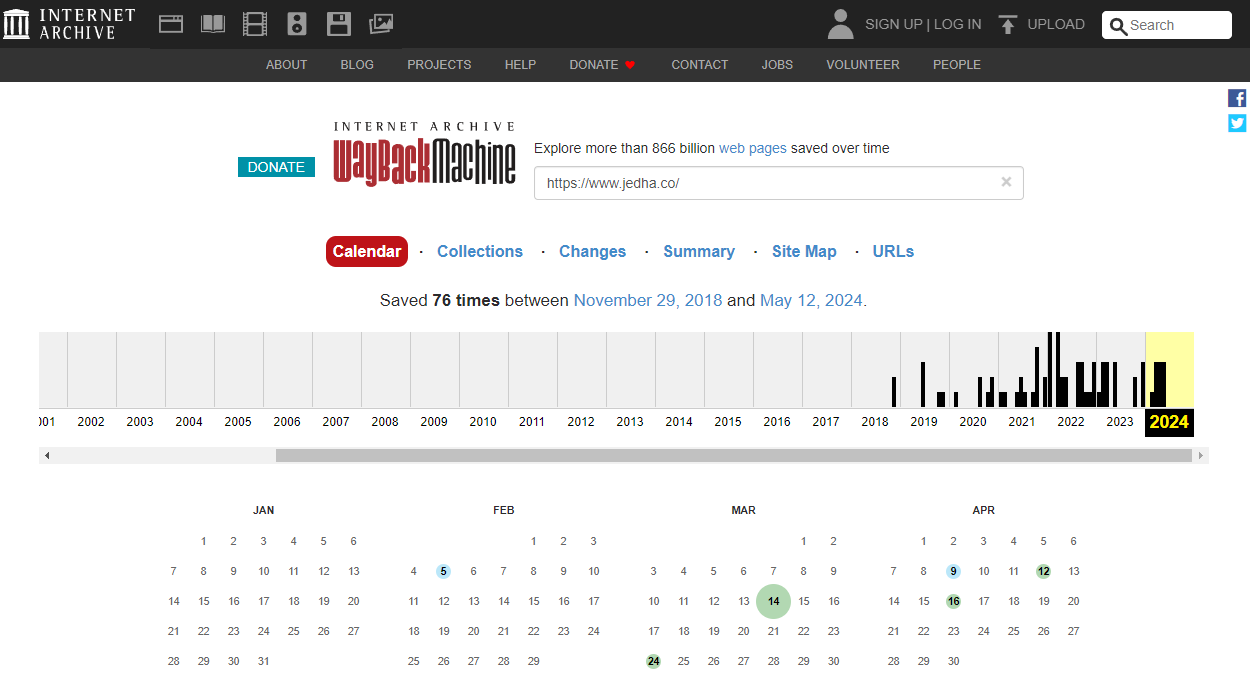 INTERNET ARCHIVE
SIGN UP | LOG IN UPLOAD Search
ABOUT BLOG PROJECTS HELP DONATE CONTACT JOBS VOLUNTEER PEOPLE
INTERNET ARCHIVE
DONATE WayBackMachine
Explore more than 866 billion web pages saved over time
https://www.jedha.co/ ×
Calendar · Collections · Changes · Summary · Site Map · URLs
Saved 76 times between November 29, 2018 and May 12, 2024.
001 2002 2003 2004 2005 2006 2007 2008 2009 2010 2011 2012 2013 2014 2015 2016 2017 2018 2019 2020 2021 2022 2023 2024
JAN
1 2 3 4 5 6
7 8 9 10 11 12 13
14 15 16 17 18 19 20
21 22 23 24 25 26 27
28 29 30 31
FEB
1 2 3
4 5 6 7 8 9 10
11 12 13 14 15 16 17
18 19 20 21 22 23 24
25 26 27 28 29
MAR
1 2
3 4 5 6 7 8 9
10 11 12 13 14 15 16
17 18 19 20 21 22 23
24 25 26 27 28 29 30
APR
1 2 3 4 5 6
7 8 9 10 11 12 13
14 15 16 17 18 19 20
21 22 23 24 25 26 27
28 29 30